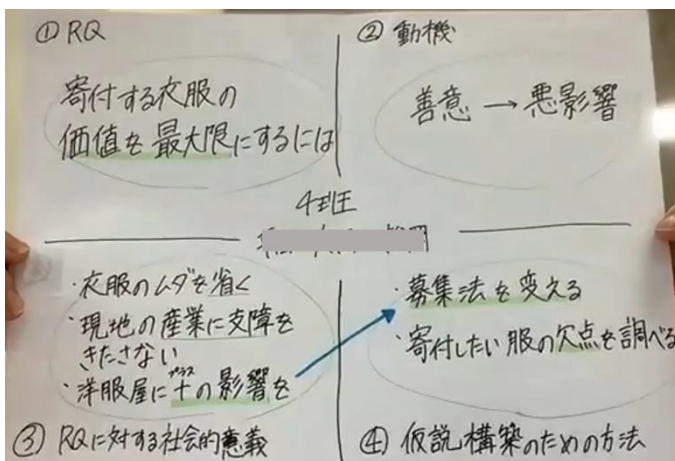 ① RQ
寄付する衣服の
価値を最大限にするには
② 動機
善意 → 悪影響
4班
・衣服のムダを省く
・現地の産業に支障を
きたさない
・洋服屋に＋の影響を
プラス
③ RQに対する社会的意義
・募集法を変える
・寄付したい服の欠点を調べる
④ 仮説構築のための方法